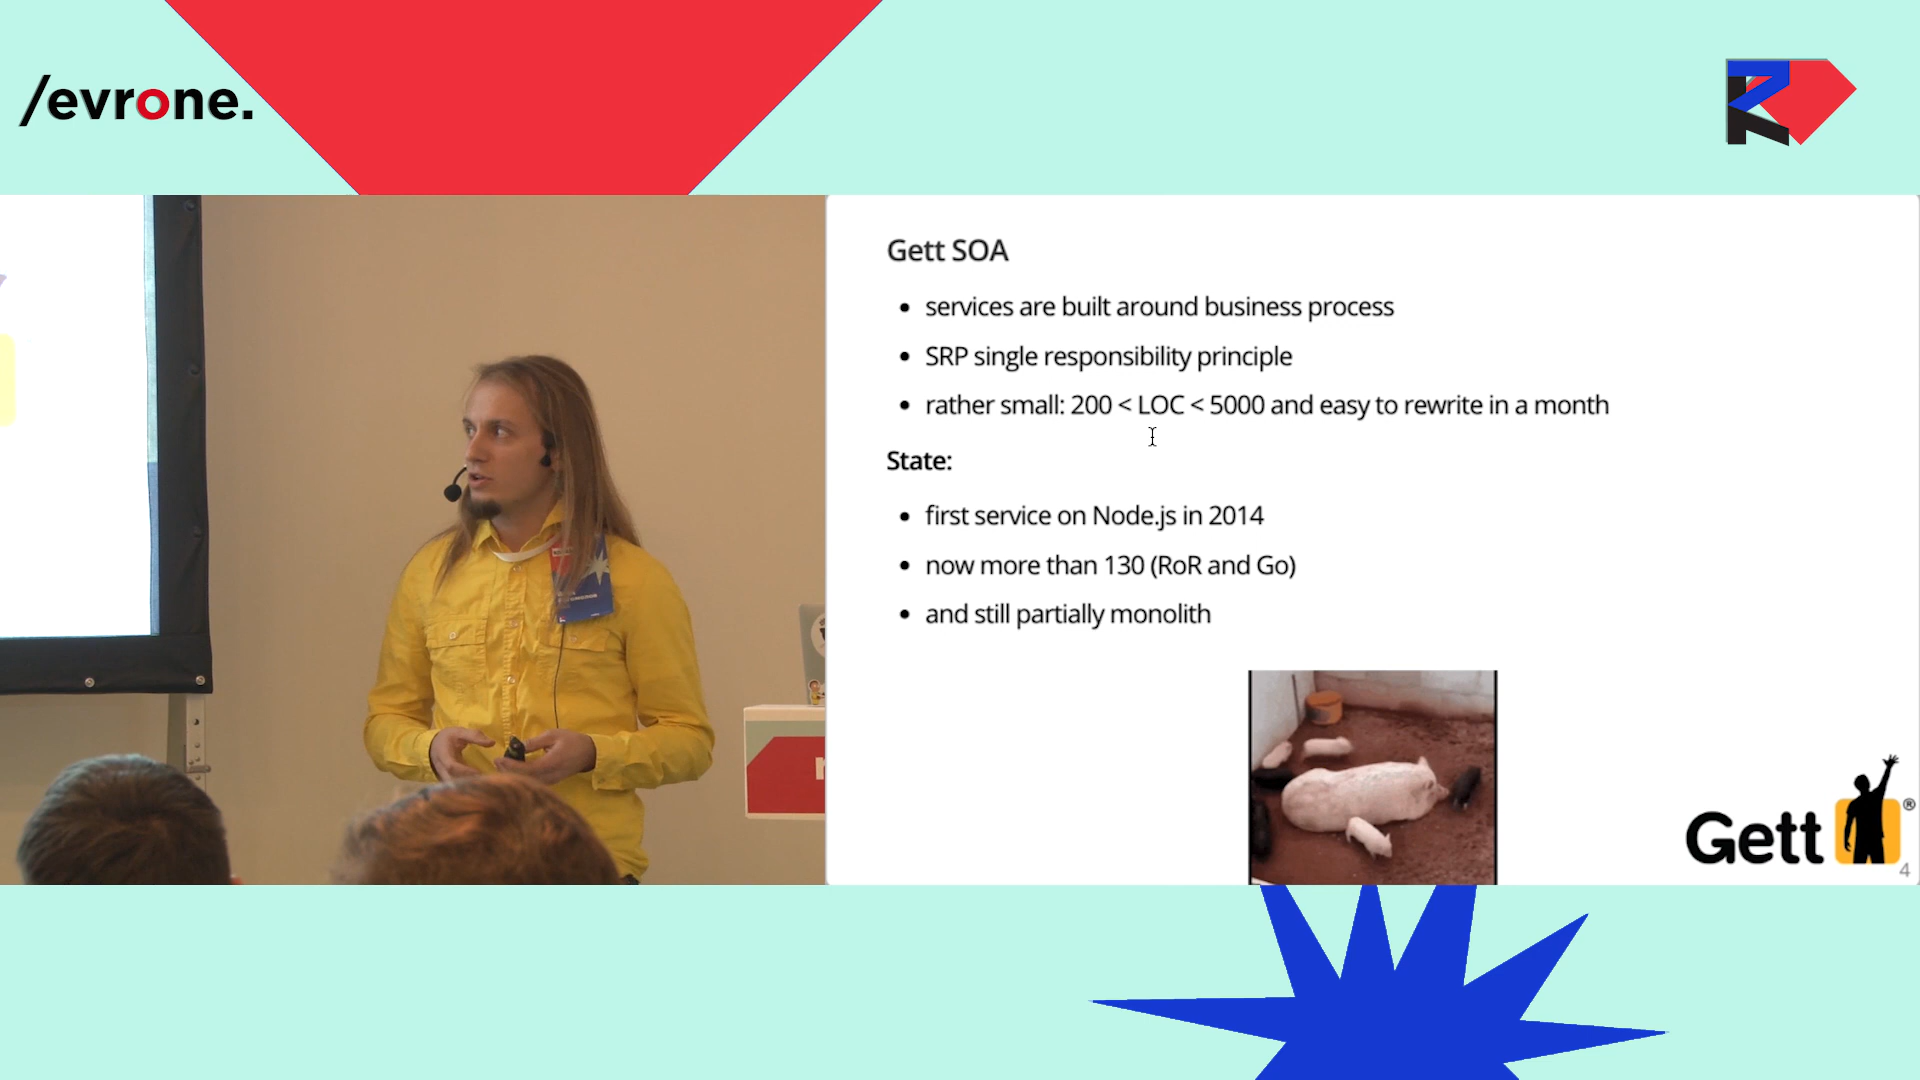 /evrone.
Gett SOA
• services are built around business process
• SRP single responsibility principle
• rather small: 200 < LOC < 5000 and easy to rewrite in a month
State:
• first service on Node.js in 2014
• now more than 130 (RoR and Go)
• and still partially monolith
Gett®
4